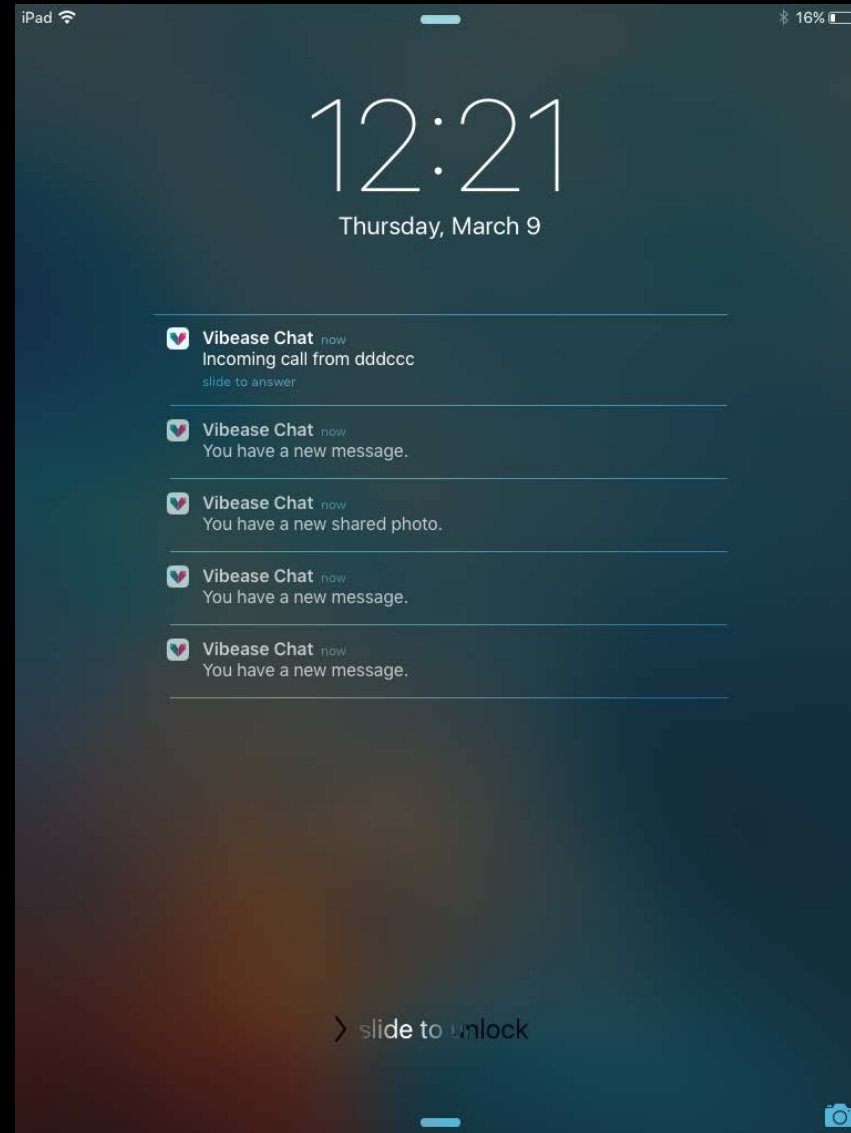 iPad
16%
12:21
Thursday, March 9
Vibease Chat now
Incoming call from dddccc
slide to answer
Vibease Chat now
You have a new message.
Vibease Chat now
You have a new shared photo.
Vibease Chat now
You have a new message.
Vibease Chat now
You have a new message.
slide to unlock